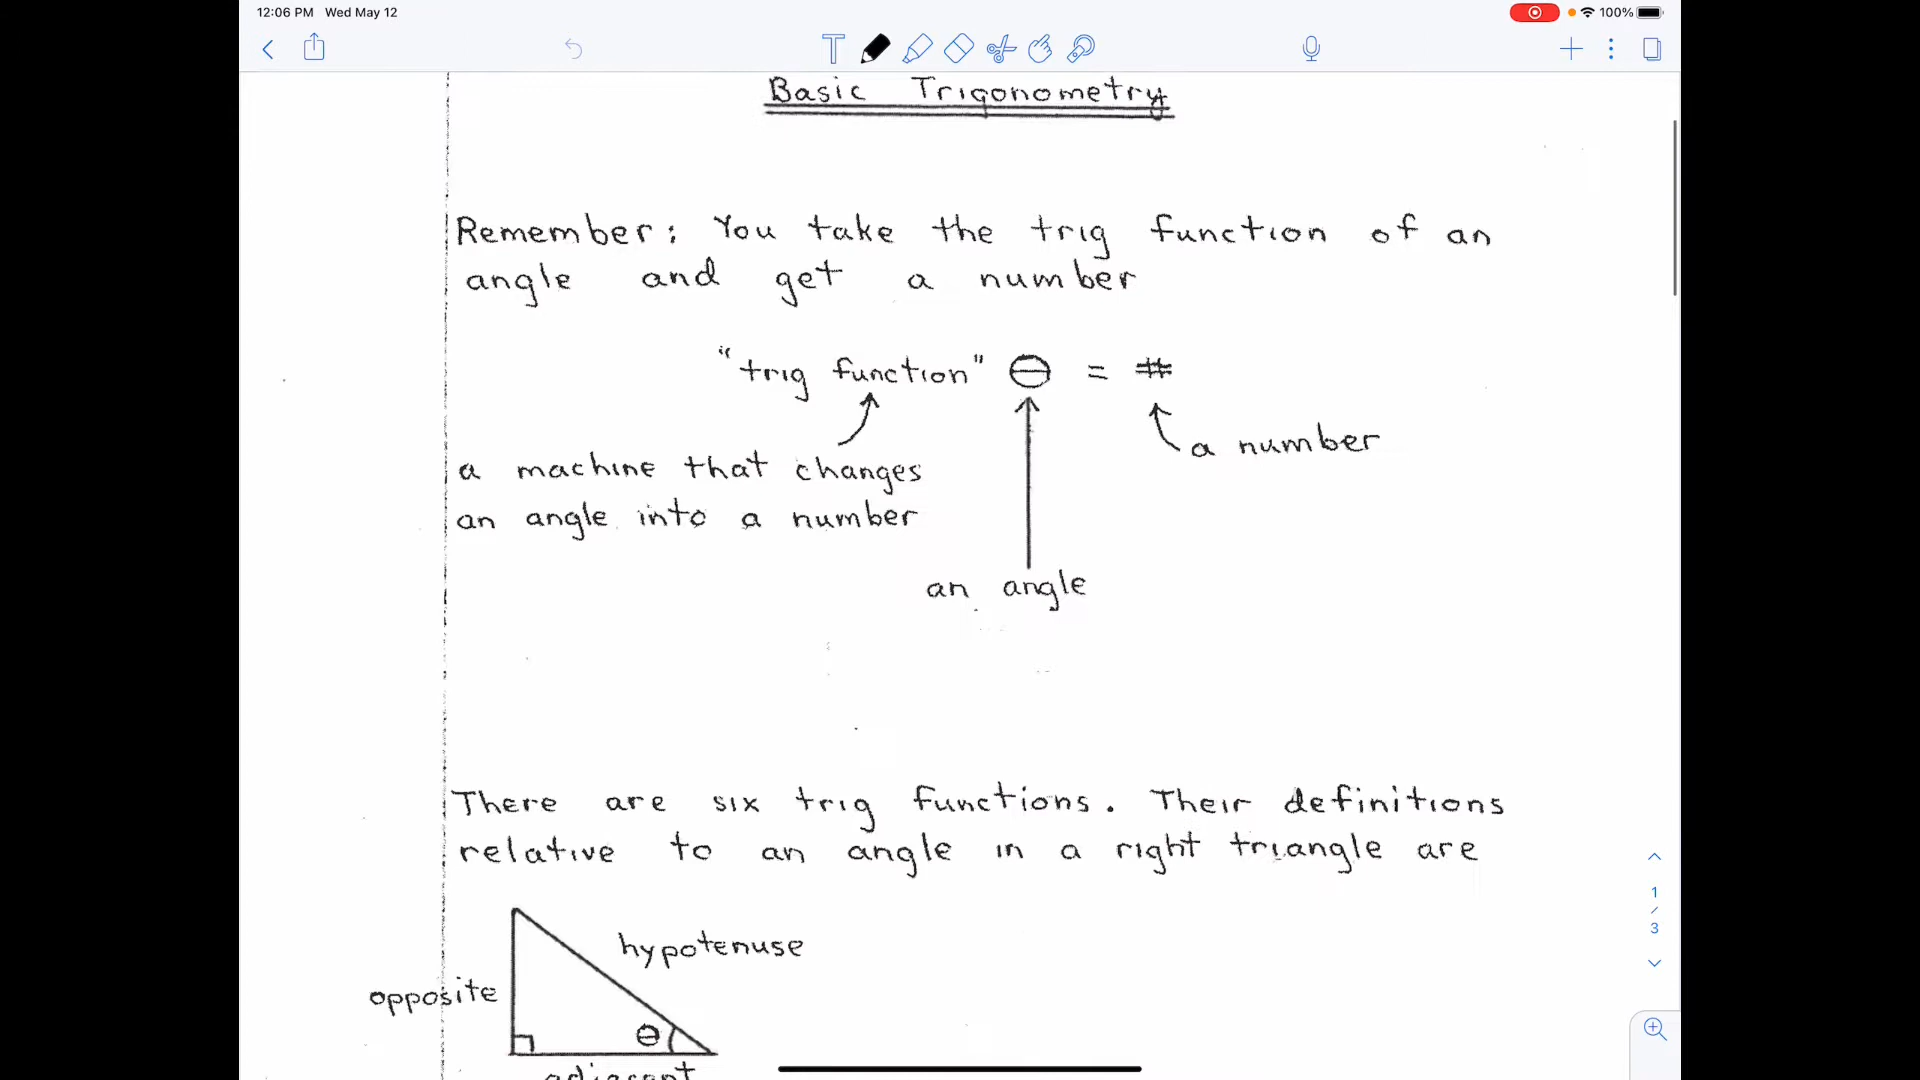 12:06 PM Wed May 12
100%
Basic Trigonometry
Remember: You take the trig function of an
angle and get a number
"trig function" θ = #
a number
a machine that changes
an angle into a number
an angle
There are six trig functions. Their definitions
relative to an angle in a right triangle are
hypotenuse
opposite
θ
adjacent
1
/
3